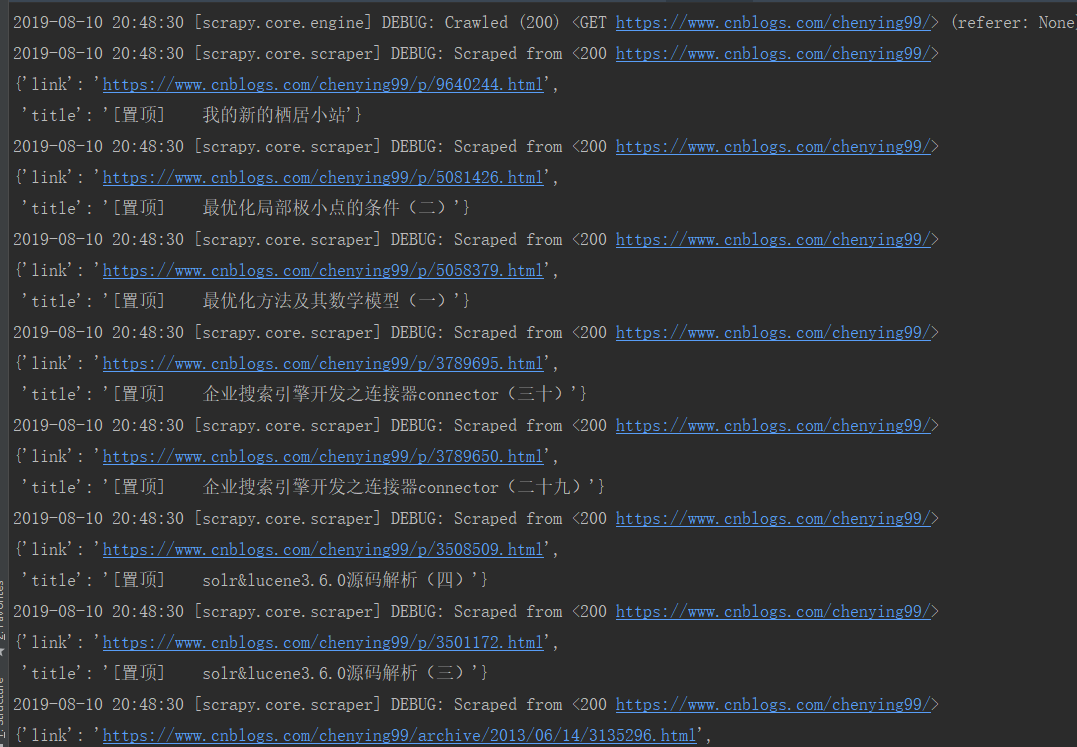 2019-08-10 20:48:30 [scrapy.core.engine] DEBUG: Crawled (200) <GET https://www.cnblogs.com/chenying99/> (referer: None)
2019-08-10 20:48:30 [scrapy.core.scraper] DEBUG: Scraped from <200 https://www.cnblogs.com/chenying99/>
{'link': 'https://www.cnblogs.com/chenying99/p/9640244.html',
 'title': '[置顶]    我的新的栖居小站'}
2019-08-10 20:48:30 [scrapy.core.scraper] DEBUG: Scraped from <200 https://www.cnblogs.com/chenying99/>
{'link': 'https://www.cnblogs.com/chenying99/p/5081426.html',
 'title': '[置顶]    最优化局部极小点的条件（二）'}
2019-08-10 20:48:30 [scrapy.core.scraper] DEBUG: Scraped from <200 https://www.cnblogs.com/chenying99/>
{'link': 'https://www.cnblogs.com/chenying99/p/5058379.html',
 'title': '[置顶]    最优化方法及其数学模型（一）'}
2019-08-10 20:48:30 [scrapy.core.scraper] DEBUG: Scraped from <200 https://www.cnblogs.com/chenying99/>
{'link': 'https://www.cnblogs.com/chenying99/p/3789695.html',
 'title': '[置顶]    企业搜索引擎开发之连接器connector（三十）'}
2019-08-10 20:48:30 [scrapy.core.scraper] DEBUG: Scraped from <200 https://www.cnblogs.com/chenying99/>
{'link': 'https://www.cnblogs.com/chenying99/p/3789650.html',
 'title': '[置顶]    企业搜索引擎开发之连接器connector（二十九）'}
2019-08-10 20:48:30 [scrapy.core.scraper] DEBUG: Scraped from <200 https://www.cnblogs.com/chenying99/>
{'link': 'https://www.cnblogs.com/chenying99/p/3508509.html',
 'title': '[置顶]    solr&lucene3.6.0源码解析（四）'}
2019-08-10 20:48:30 [scrapy.core.scraper] DEBUG: Scraped from <200 https://www.cnblogs.com/chenying99/>
{'link': 'https://www.cnblogs.com/chenying99/p/3501172.html',
 'title': '[置顶]    solr&lucene3.6.0源码解析（三）'}
2019-08-10 20:48:30 [scrapy.core.scraper] DEBUG: Scraped from <200 https://www.cnblogs.com/chenying99/>
{'link': 'https://www.cnblogs.com/chenying99/archive/2013/06/14/3135296.html',